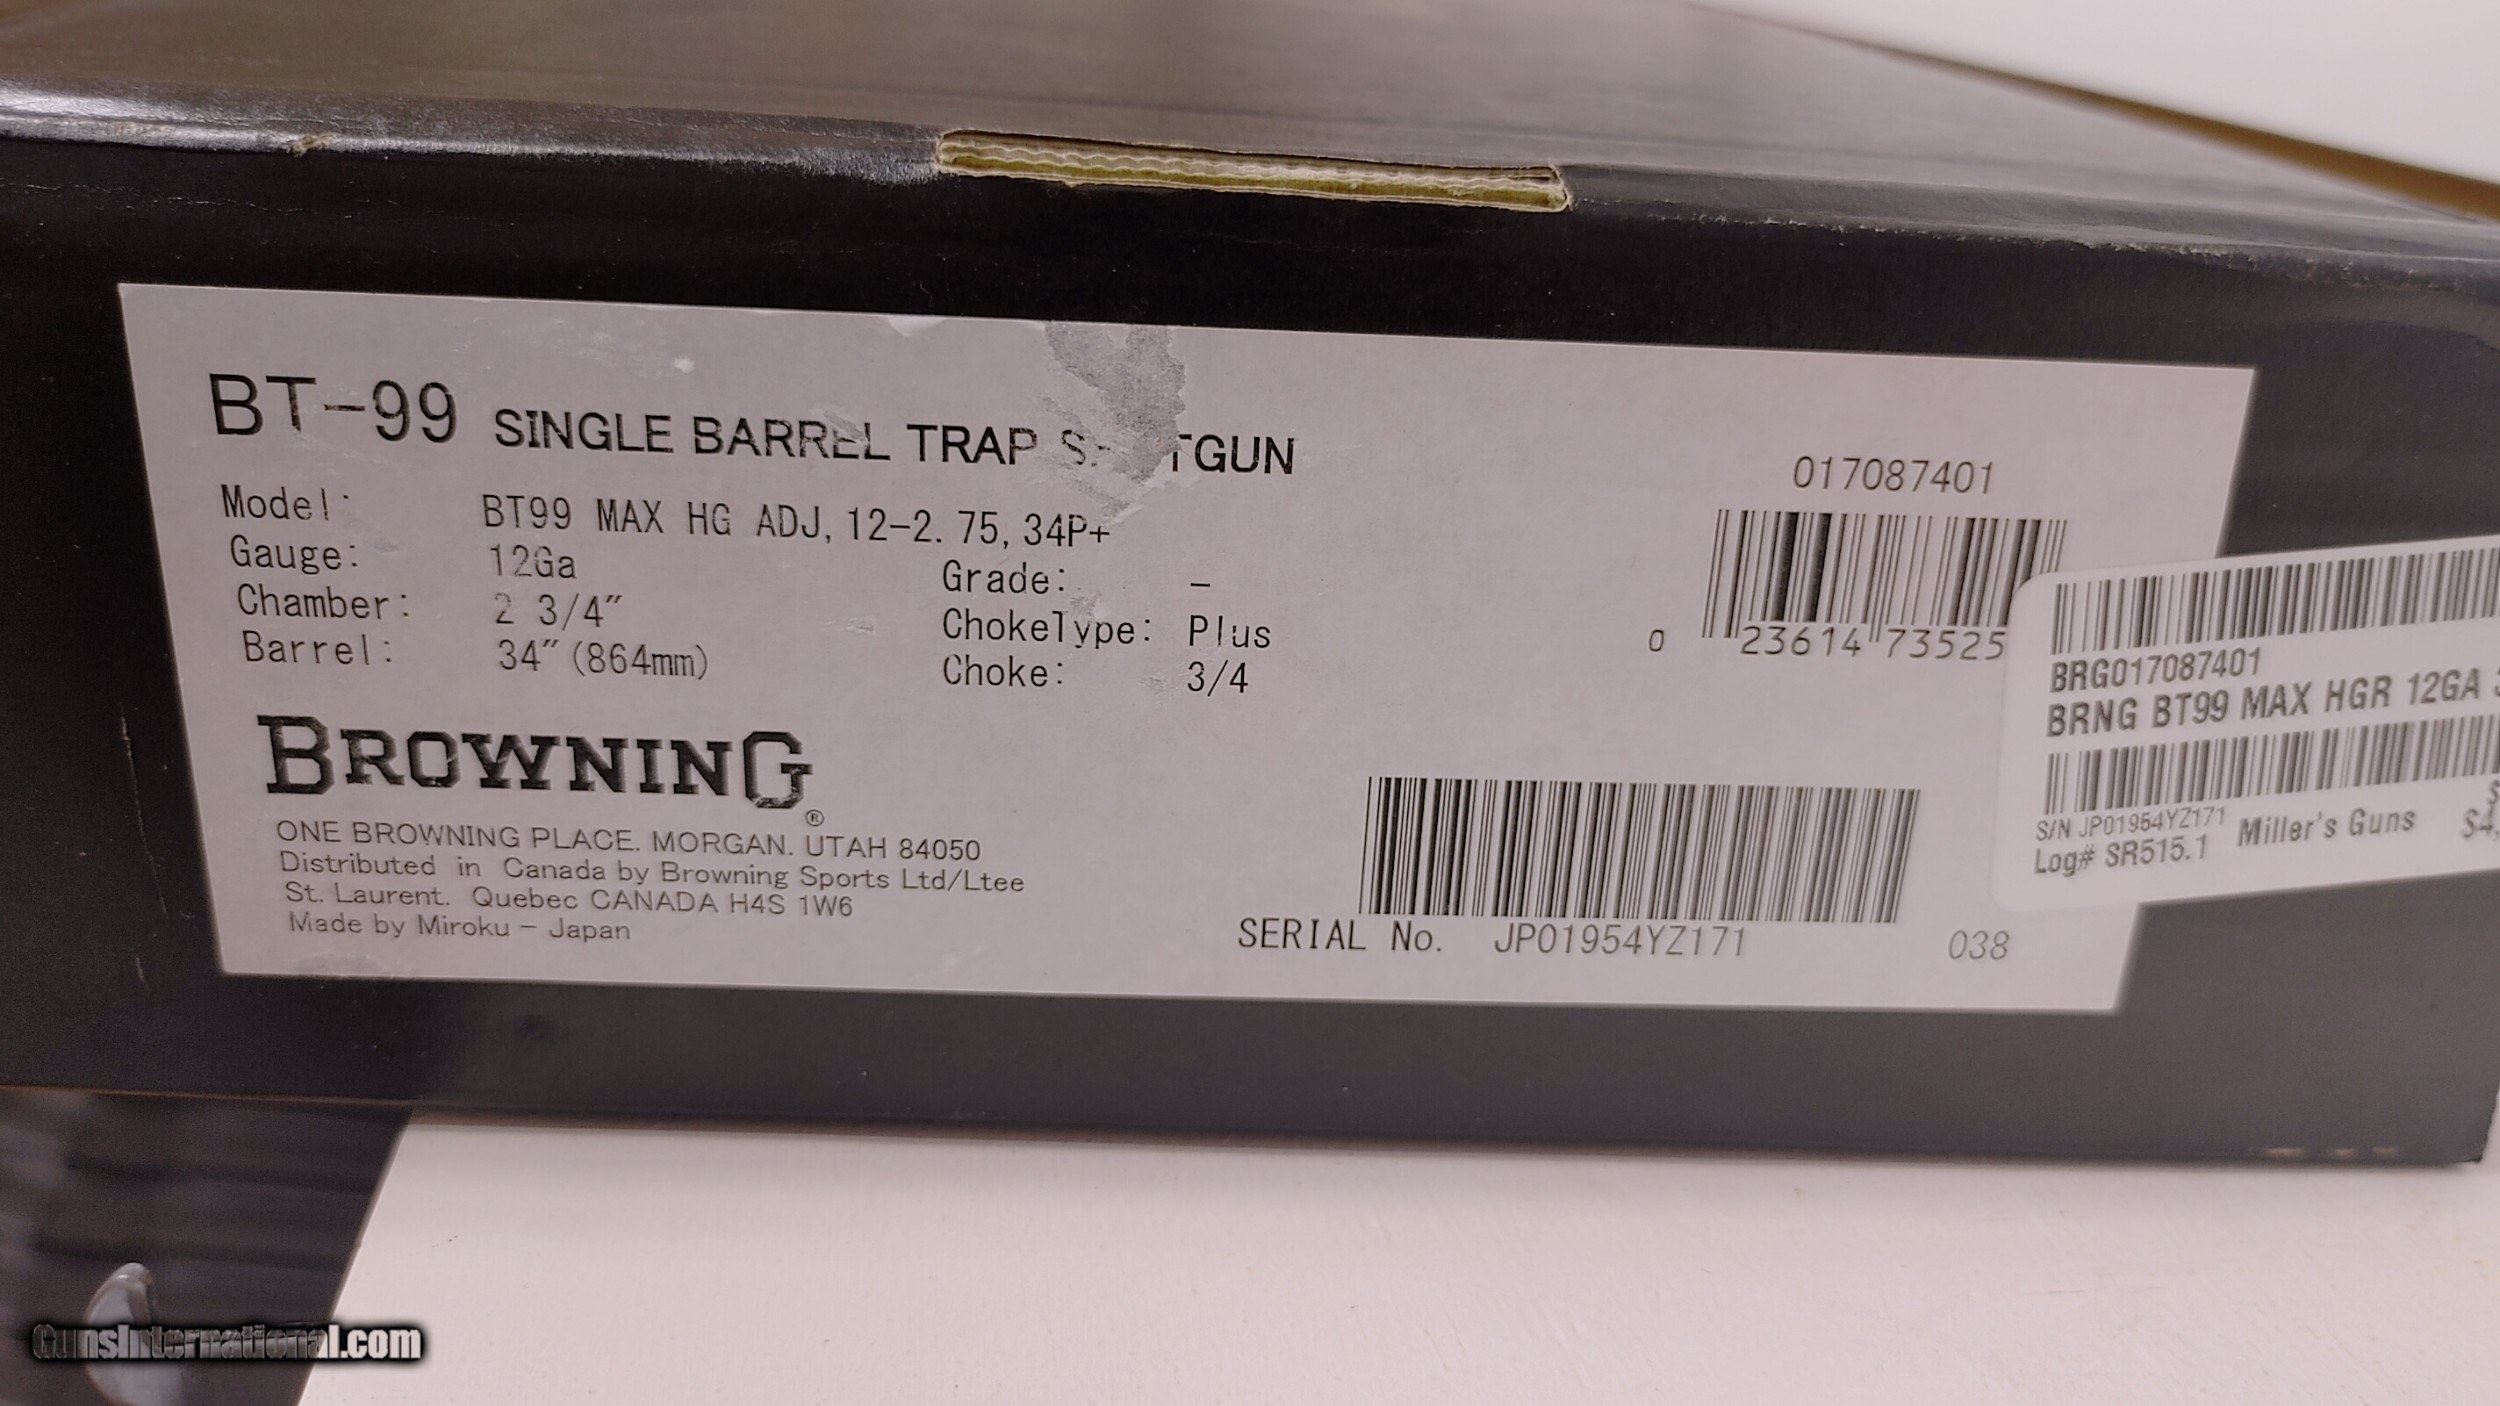 BT-99 SINGLE BARREL TRAP
Model: BT99 MAX HG ADJ, 12-2.75, 34P+
Gauge: 12Ga Grade: -
Chamber: 2 3/4" ChokeType: Plus
Barrel: 34"(864mm) Choke: 3/4
BROWNING®
ONE BROWNING PLACE. MORGAN. UTAH 84050
Distributed in Canada by Browning Sports Ltd/Ltee
St. Laurent. Quebec CANADA H4S 1W6
Made by Miroku - Japan
017087401
0 23614 73525
SERIAL No. JP01954YZ171 038
BRG017087401
BRNG BT99 MAX HGR 12GA
S/N JP01954YZ171
Log# SR515.1 Miller's Guns $4,
GunsInternational.com